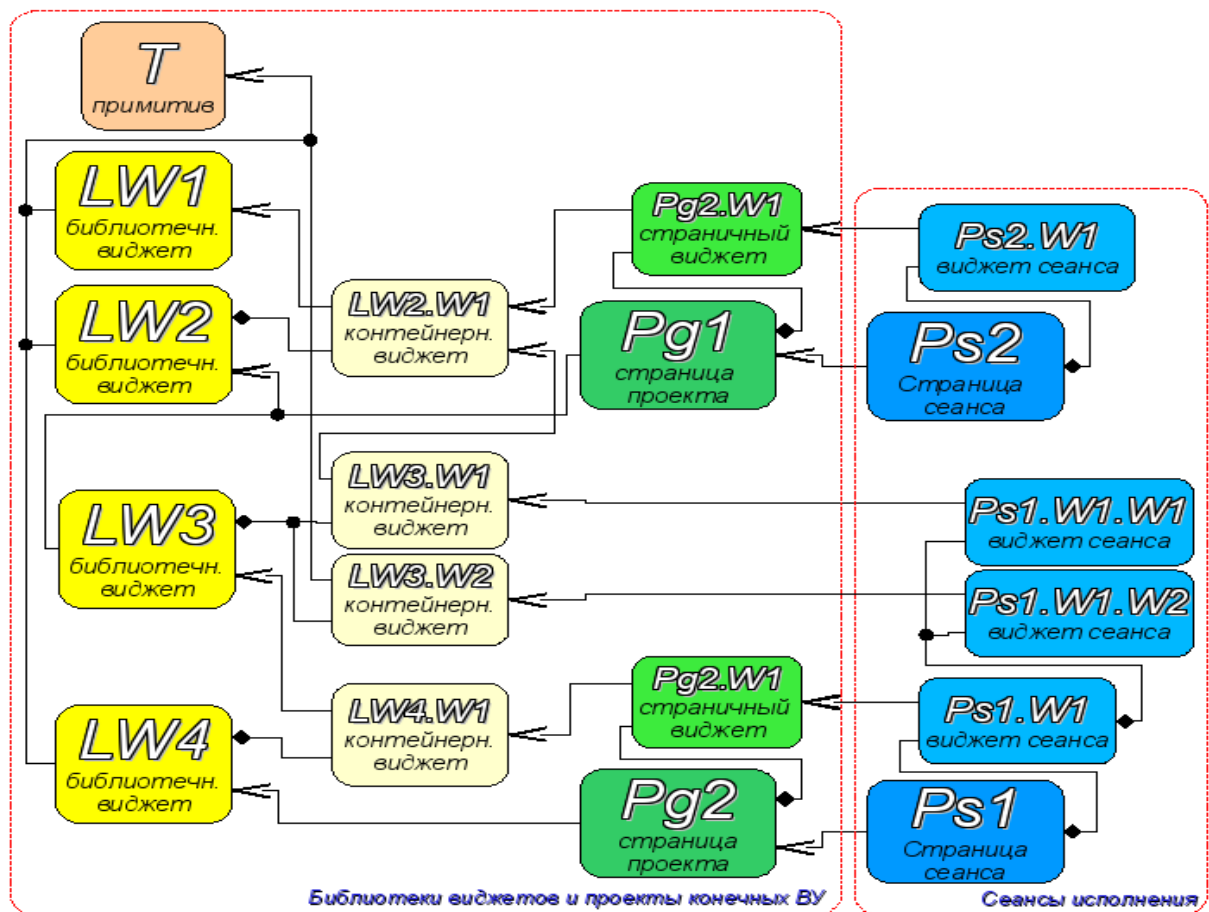 T
примитив
LW1
библиотечн.
виджет
LW2
библиотечн.
виджет
LW3
библиотечн.
виджет
LW4
библиотечн.
виджет
LW2.W1
контейнерн.
виджет
LW3.W1
контейнерн.
виджет
LW3.W2
контейнерн.
виджет
LW4.W1
контейнерн.
виджет
Pg2.W1
страничный
виджет
Pg1
страница
проекта
Pg2.W1
страничный
виджет
Pg2
страница
проекта
Библиотеки виджетов и проекты конечных ВУ
Ps2.W1
виджет сеанса
Ps2
Страница
сеанса
Ps1.W1.W1
виджет сеанса
Ps1.W1.W2
виджет сеанса
Ps1.W1
виджет сеанса
Ps1
Страница
сеанса
Сеансы исполнения